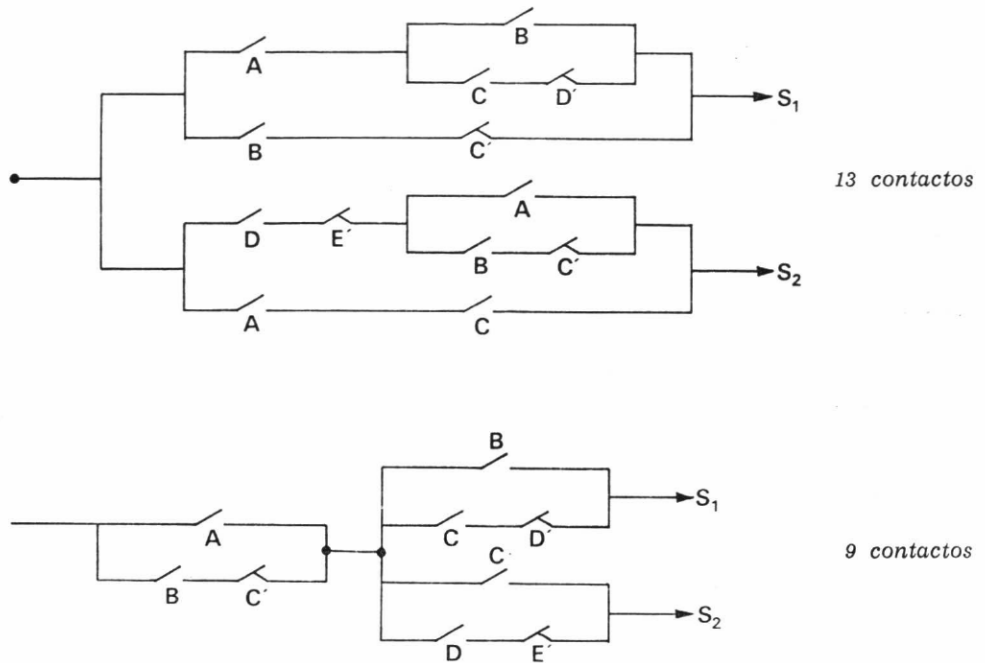 B
A
C D′
S₁
B C′
13 contactos
A
D E′
B C′
S₂
A C
B
S₁
A
C D′
9 contactos
C
B C′
S₂
D E′